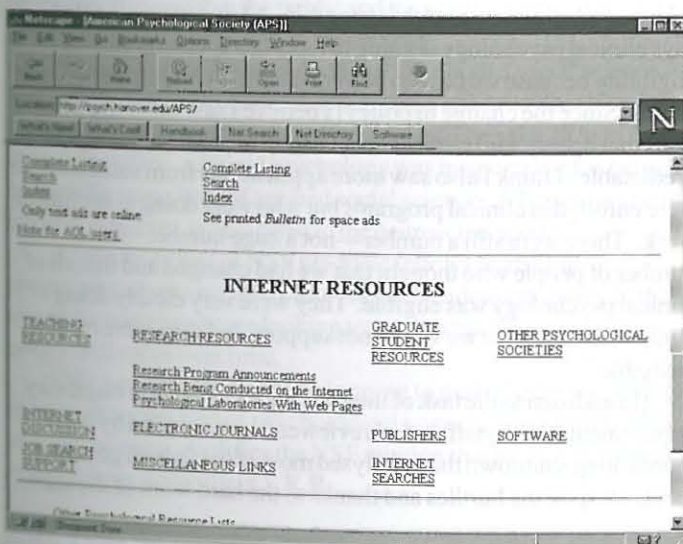 Netscape - [American Psychological Society (APS)]
File Edit View Go Bookmarks Options Directory Window Help
Back Home Reload Open Print Find
Location: http://psych.hanover.edu/APS/
What's New! What's Cool! Handbook Net Search Net Directory Software
N
Complete Listing Complete Listing
Search Search
Index Index
Only text ads are online. See printed Bulletin for space ads.
Note for AOL users.
INTERNET RESOURCES
TEACHING RESOURCES
RESEARCH RESOURCES
GRADUATE
STUDENT
RESOURCES
OTHER PSYCHOLOGICAL
SOCIETIES
Research Program Announcements
Research Being Conducted on the Internet
Psychological Laboratories With Web Pages
INTERNET
DISCUSSION
ELECTRONIC JOURNALS
PUBLISHERS
SOFTWARE
JOB SEARCH
SUPPORT
MISCELLANEOUS LINKS
INTERNET
SEARCHES
Other Psychological Resource Lists
Document: Done